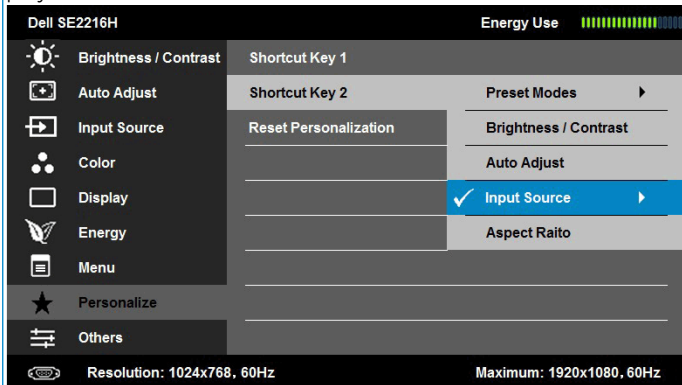 Dell SE2216H Energy Use
Brightness / Contrast Shortcut Key 1
Auto Adjust Shortcut Key 2 Preset Modes
Input Source Reset Personalization Brightness / Contrast
Color Auto Adjust
Display Input Source
Energy Aspect Raito
Menu
Personalize
Others
Resolution: 1024x768, 60Hz Maximum: 1920x1080, 60Hz